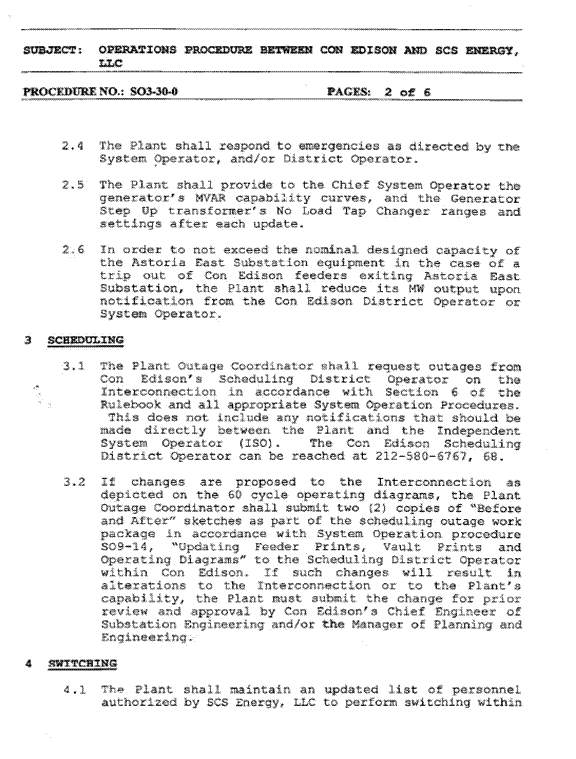 SUBJECT: OPERATIONS PROCEDURE BETWEEN CON EDISON AND SCS ENERGY,
LLC
PROCEDURE NO.: SO3-30-0 PAGES: 2 of 6
2.4 The Plant shall respond to emergencies as directed by the
System Operator, and/or District Operator.
2.5 The Plant shall provide to the Chief System Operator the
generator's MVAR capability curves, and the Generator
Step Up transformer's No Load Tap Changer ranges and
settings after each update.
2.6 In order to not exceed the nominal designed capacity of
the Astoria East Substation equipment in the case of a
trip out of Con Edison feeders exiting Astoria East
Substation, the Plant shall reduce its MW output upon
notification from the Con Edison District Operator or
System Operator.
3 SCHEDULING
3.1 The Plant Outage Coordinator shall request outages from
Con Edison's Scheduling District Operator on the
Interconnection in accordance with Section 6 of the
Rulebook and all appropriate System Operation Procedures.
This does not include any notifications that should be
made directly between the Plant and the Independent
System Operator (ISO). The Con Edison Scheduling
District Operator can be reached at 212-580-6767, 68.
3.2 If changes are proposed to the Interconnection as
depicted on the 60 cycle operating diagrams, the Plant
Outage Coordinator shall submit two (2) copies of "Before
and After" sketches as part of the scheduling outage work
package in accordance with System Operation procedure
SO9-14, "Updating Feeder Prints, Vault Prints and
Operating Diagrams" to the Scheduling District Operator
within Con Edison. If such changes will result in
alterations to the Interconnection or to the Plant's
capability, the Plant must submit the change for prior
review and approval by Con Edison's Chief Engineer of
Substation Engineering and/or the Manager of Planning and
Engineering.
4 SWITCHING
4.1 The Plant shall maintain an updated list of personnel
authorized by SCS Energy, LLC to perform switching within